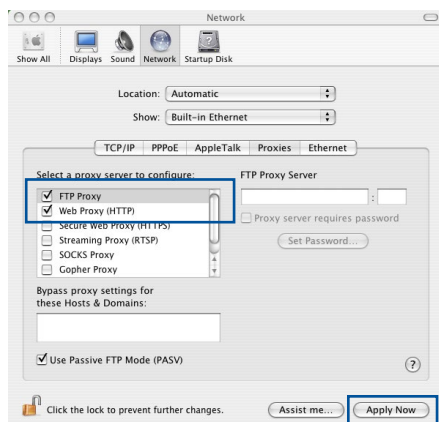 Network
Show All Displays Sound Network Startup Disk
Location: Automatic
Show: Built-in Ethernet
TCP/IP PPPoE AppleTalk Proxies Ethernet
Select a proxy server to configure:
FTP Proxy
Web Proxy (HTTP)
Secure Web Proxy (HTTPS)
Streaming Proxy (RTSP)
SOCKS Proxy
Gopher Proxy
FTP Proxy Server
:
Proxy server requires password
Set Password...
Bypass proxy settings for
these Hosts & Domains:
Use Passive FTP Mode (PASV)
?
Click the lock to prevent further changes.
Assist me... Apply Now